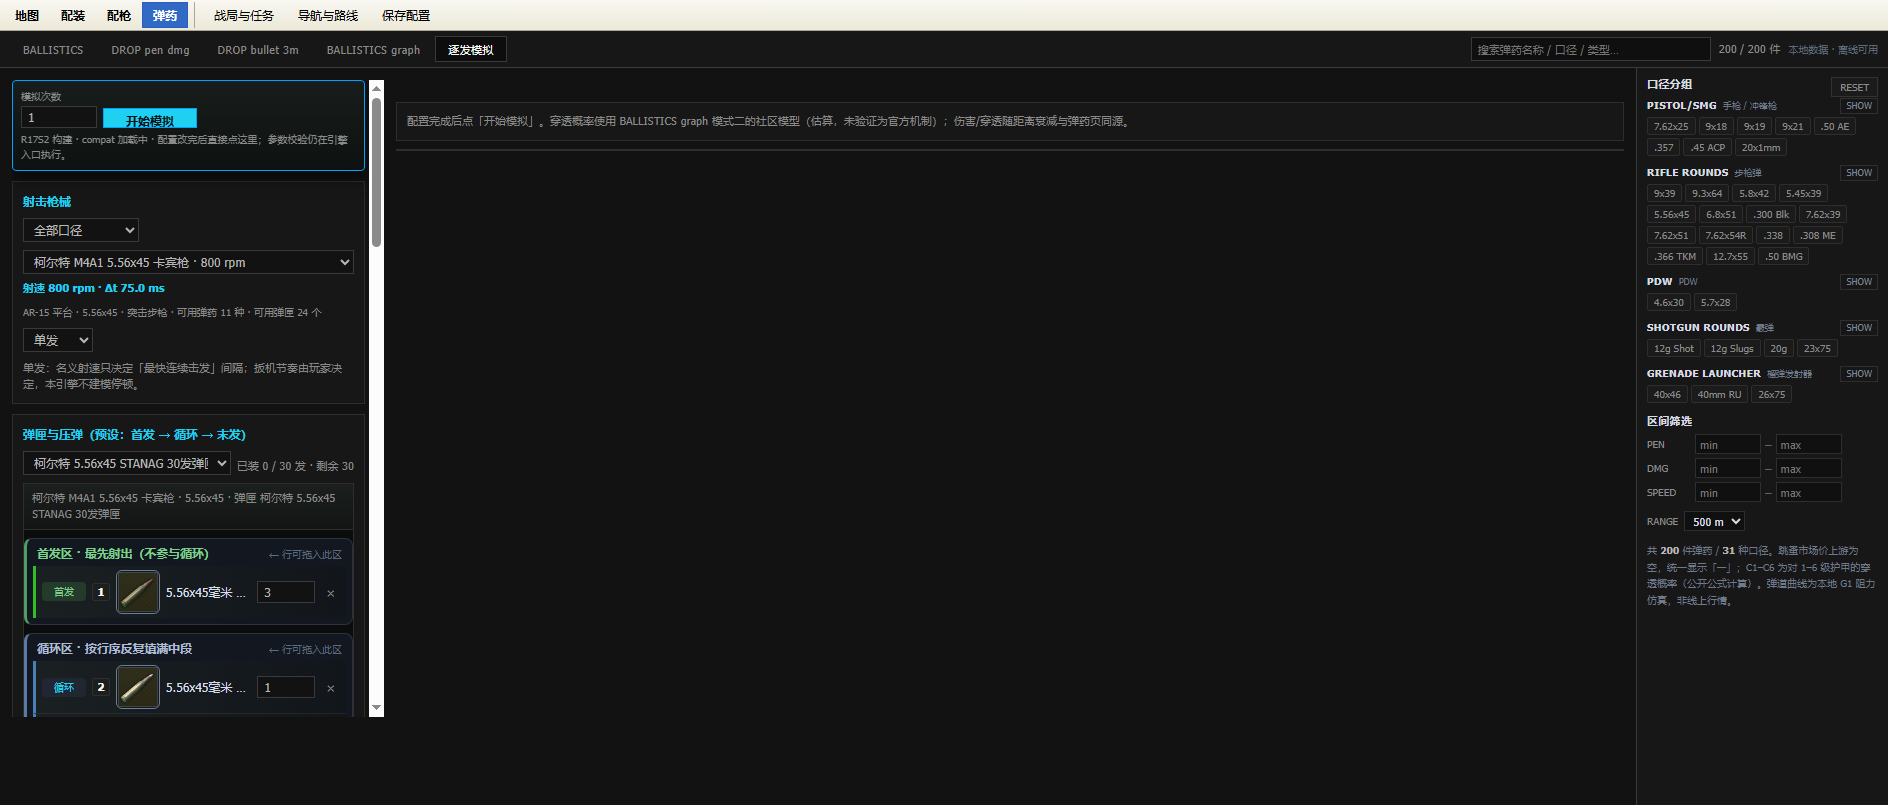 地图 配装 配枪 弹药 战局与任务 导航与路线 保存配置
BALLISTICS DROP pen dmg DROP bullet 3m BALLISTICS graph 逐发模拟 搜索弹药名称 / 口径 / 类型... 200 / 200 件 本地数据 · 离线可用
模拟次数
1 开始模拟
R1752 构建 · compat 加载中 · 配置改完后直接点这里；参数校验仍在引擎
入口执行。
射击枪械
全部口径
柯尔特 M4A1 5.56x45 卡宾枪 · 800 rpm
射速 800 rpm · Δt 75.0 ms
AR-15 平台 · 5.56x45 · 突击步枪 · 可用弹药 11 种 · 可用弹匣 24 个
单发
单发：名义射速只决定「最快连续击发」间隔；扳机节奏由玩家决
定，本引擎不建模停顿。
弹匣与压弹（预设：首发 → 循环 → 末发）
柯尔特 5.56x45 STANAG 30发弹匣 已装 0 / 30 发 · 剩余 30
柯尔特 M4A1 5.56x45 卡宾枪 · 5.56x45 · 弹匣 柯尔特 5.56x45
STANAG 30发弹匣
首发区 · 最先射出（不参与循环） ← 行可拖入此区
首发 1 5.56x45毫米 ... 3 ×
循环区 · 按行序反复填满中段 ← 行可拖入此区
循环 2 5.56x45毫米 ... 1 ×
配置完成后点「开始模拟」。穿透概率使用 BALLISTICS graph 模式二的社区模型（估算，未验证为官方机制）；伤害/穿透随距离衰减与弹药页同源。
口径分组 RESET
PISTOL/SMG 手枪 / 冲锋枪 SHOW
7.62x25 9x18 9x19 9x21 .50 AE
.357 .45 ACP 20x1mm
RIFLE ROUNDS 步枪弹 SHOW
9x39 9.3x64 5.8x42 5.45x39
5.56x45 6.8x51 .300 Blk 7.62x39
7.62x51 7.62x54R .338 .308 ME
.366 TKM 12.7x55 .50 BMG
PDW PDW SHOW
4.6x30 5.7x28
SHOTGUN ROUNDS 霰弹 SHOW
12g Shot 12g Slugs 20g 23x75
GRENADE LAUNCHER 榴弹发射器 SHOW
40x46 40mm RU 26x75
区间筛选
PEN min — max
DMG min — max
SPEED min — max
RANGE 500 m
共 200 件弹药 / 31 种口径。跳蚤市场价上游为
空，统一显示「—」；C1–C6 为对 1–6 级护甲的穿
透概率（公开公式计算）。弹道曲线为本地 G1 阻力
仿真，非线上行情。